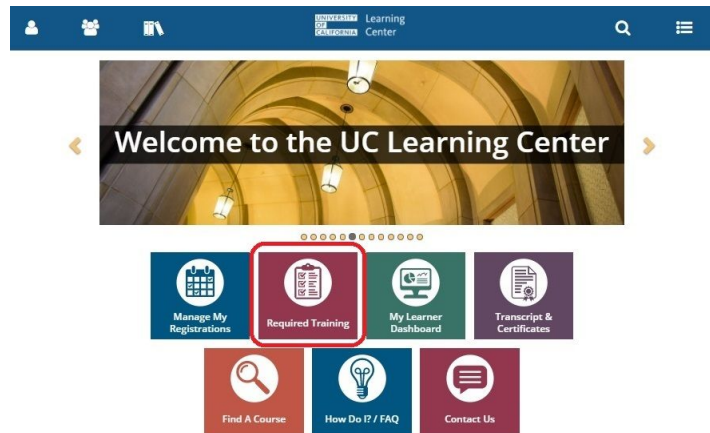 UNIVERSITY
OF
CALIFORNIA
Learning
Center
Welcome to the UC Learning Center
Manage My
Registrations
Required Training
My Learner
Dashboard
Transcript &
Certificates
Find A Course
How Do I? / FAQ
Contact Us